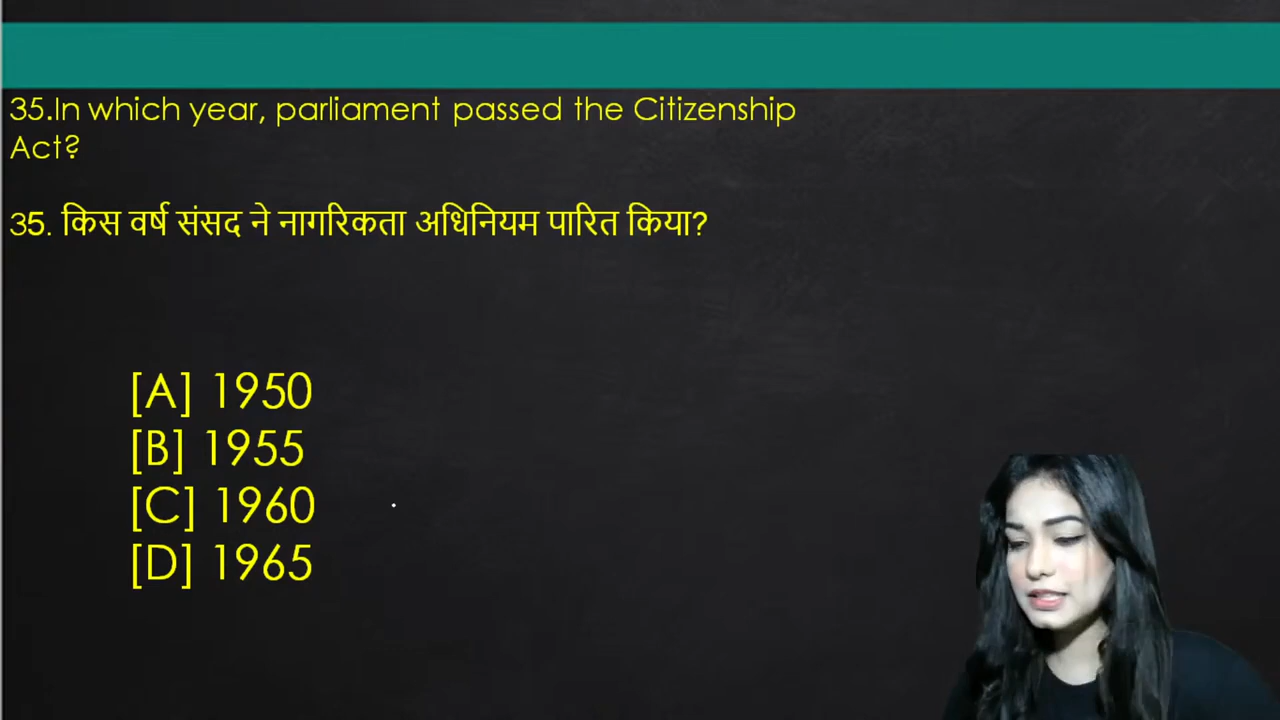 35.In which year, parliament passed the Citizenship
Act?
35. किस वर्ष संसद ने नागरिकता अधिनियम पारित किया?
[A] 1950
[B] 1955
[C] 1960
[D] 1965